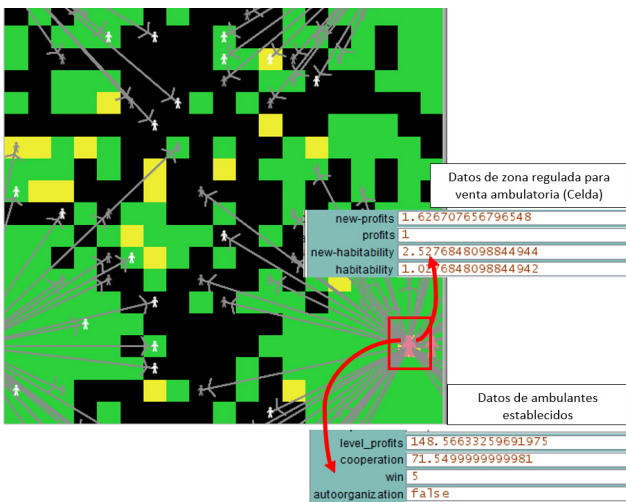 Datos de zona regulada para
venta ambulatoria (Celda)
new-profits 1.626707656796548
profits 1
new-habitability 2.5276848098844944
habitability 1.0276848098844942
Datos de ambulantes
establecidos
level_profits 148.56633259691975
cooperation 71.5499999999981
win 5
autoorganization false